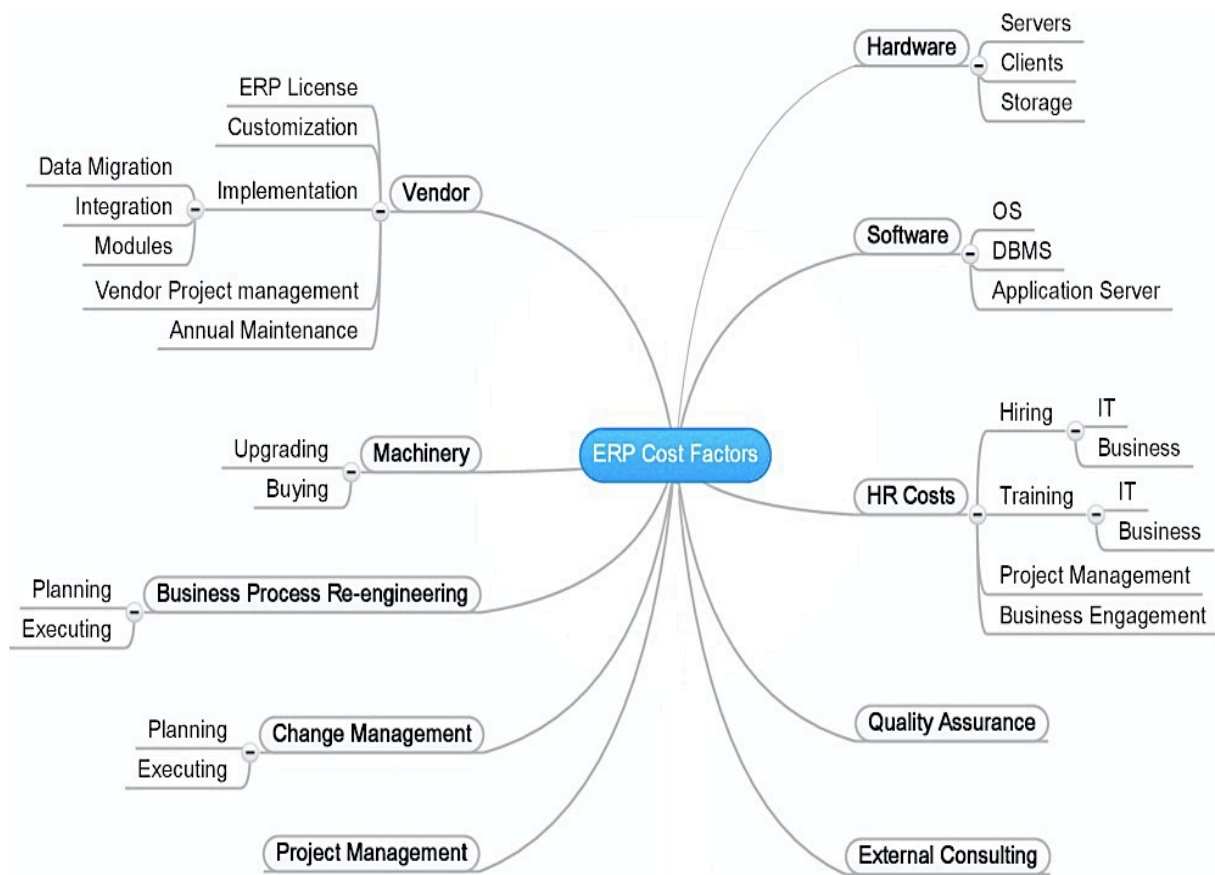 ERP Cost Factors
Vendor
ERP License
Customization
Implementation
Data Migration
Integration
Modules
Vendor Project management
Annual Maintenance
Machinery
Upgrading
Buying
Business Process Re-engineering
Planning
Executing
Change Management
Planning
Executing
Project Management
Hardware
Servers
Clients
Storage
Software
OS
DBMS
Application Server
HR Costs
Hiring
IT
Business
Training
IT
Business
Project Management
Business Engagement
Quality Assurance
External Consulting